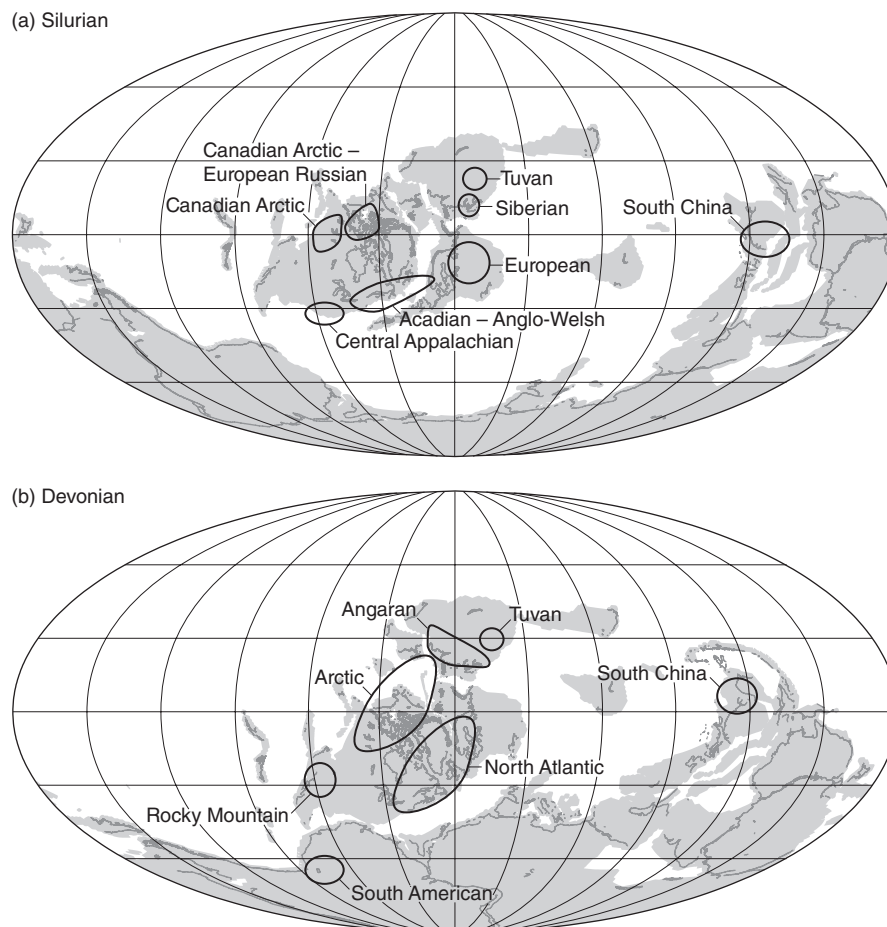 (a) Silurian
Canadian Arctic –
European Russian
Canadian Arctic
Tuvan
Siberian
South China
European
Acadian – Anglo-Welsh
Central Appalachian
(b) Devonian
Angaran
Tuvan
Arctic
South China
North Atlantic
Rocky Mountain
South American